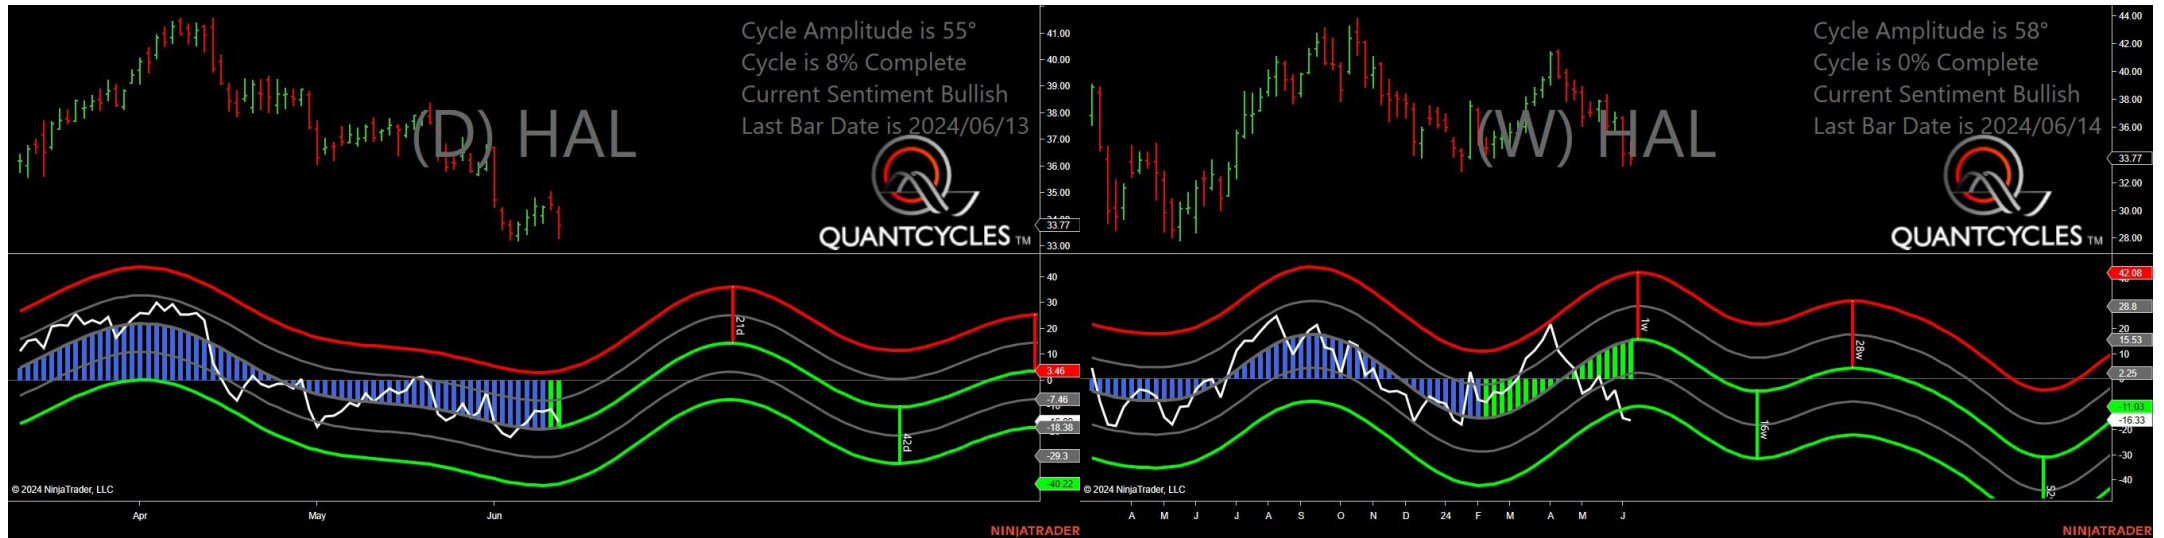 Cycle Amplitude is 55°
Cycle is 8% Complete
Current Sentiment Bullish
Last Bar Date is 2024/06/13
(D) HAL
QUANTCYCLES TM
41.00
40.00
39.00
38.00
37.00
36.00
35.00
34.00
33.77
33.00
40
30
20
10
3.46
0
-7.46
-10
-18.38
-29.3
-40.22
21d
42d
© 2024 NinjaTrader, LLC
Apr
May
Jun
NINJATRADER
Cycle Amplitude is 58°
Cycle is 0% Complete
Current Sentiment Bullish
Last Bar Date is 2024/06/14
(W) HAL
QUANTCYCLES TM
44.00
42.00
40.00
38.00
36.00
33.77
32.00
30.00
28.00
42.08
28.8
20
15.53
10
2.25
-11.03
-16.33
-20
-30
-40
1w
16w
28w
52
© 2024 NinjaTrader, LLC
A M J J A S O N D 24 F M A M J
NINJATRADER